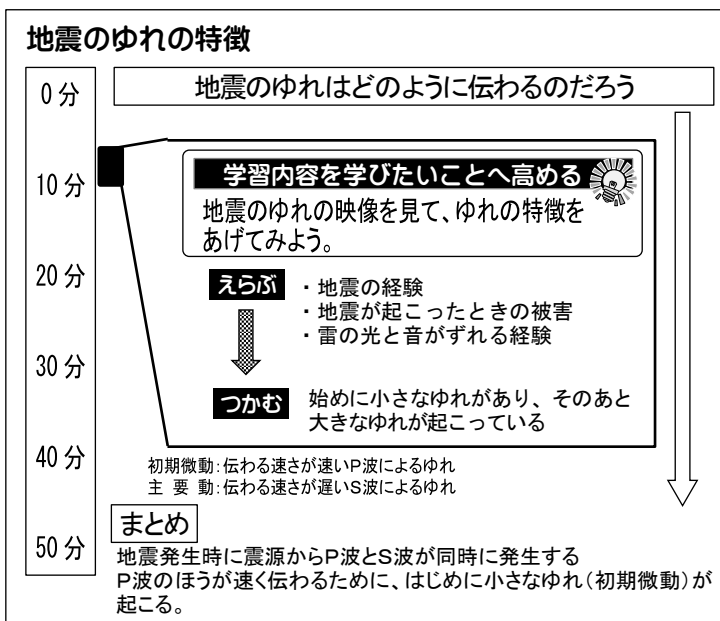 地震のゆれの特徴
0分
地震のゆれはどのように伝わるのだろう
10分
学習内容を学びたいことへ高める
地震のゆれの映像を見て、ゆれの特徴を
あげてみよう。
20分
えらぶ
・地震の経験
・地震が起こったときの被害
・雷の光と音がずれる経験
30分
つかむ
始めに小さなゆれがあり、そのあと
大きなゆれが起こっている
40分
初期微動:伝わる速さが速いP波によるゆれ
主 要 動:伝わる速さが遅いS波によるゆれ
まとめ
50分
地震発生時に震源からP波とS波が同時に発生する
P波のほうが速く伝わるために、はじめに小さなゆれ(初期微動)が
起こる。